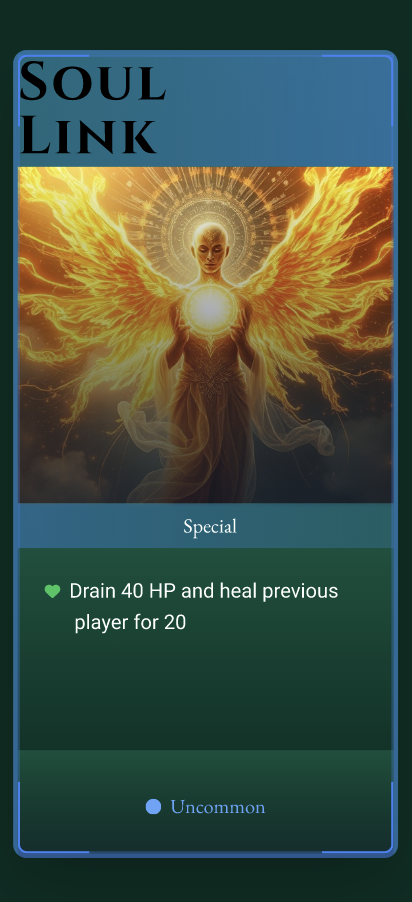 Soul
Link
Special
Drain 40 HP and heal previous
player for 20
Uncommon